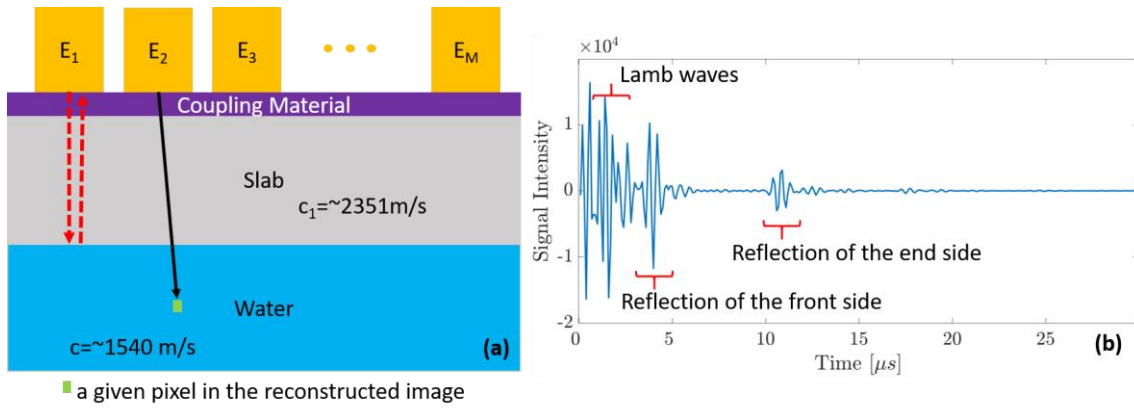 E1 E2 E3 EM
Coupling Material
Slab
c1=~2351m/s
Water
c=~1540 m/s
(a)
a given pixel in the reconstructed image
×10^4
Signal Intensity
1
0
-1
-2
Lamb waves
Reflection of the end side
Reflection of the front side
0 5 10 15 20 25
Time [μs]
(b)